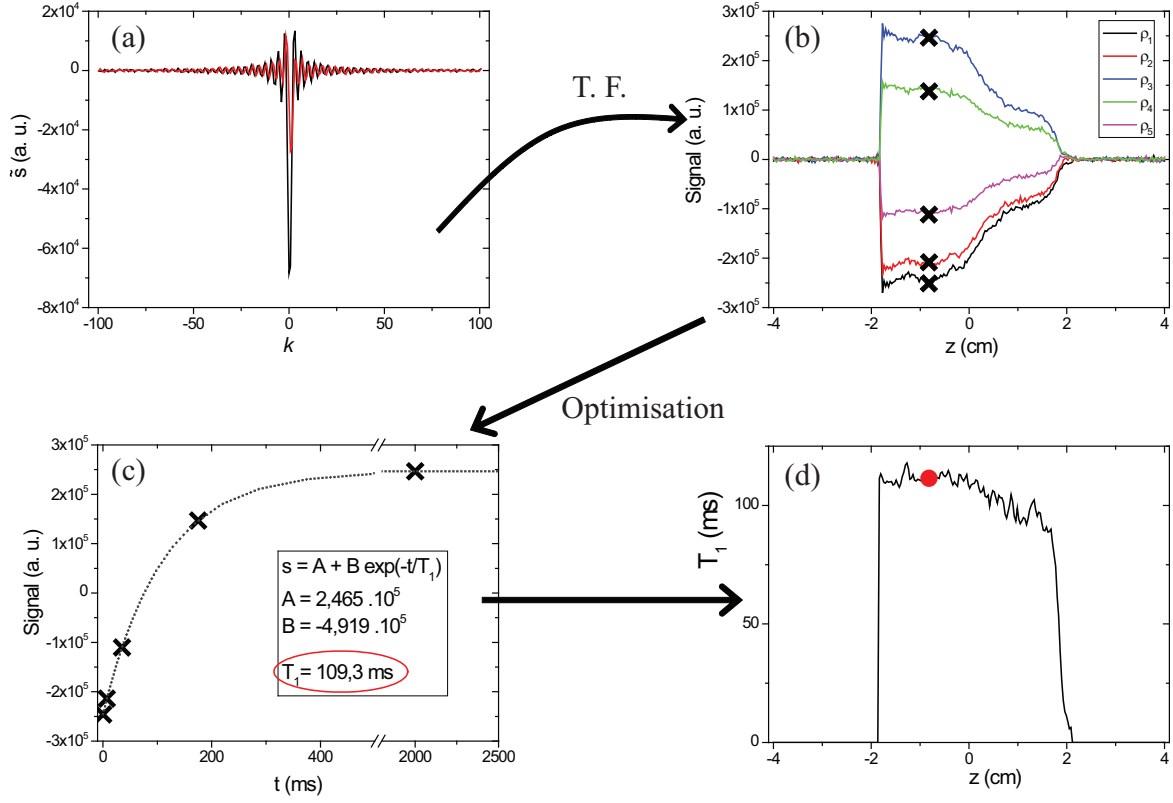 (a)
2x10⁴
0
-2x10⁴
-4x10⁴
-6x10⁴
-8x10⁴
s̃ (a. u.)
-100
-50
0
50
100
k
T. F.
(b)
3x10⁵
2x10⁵
1x10⁵
0
-1x10⁵
-2x10⁵
-3x10⁵
Signal (a. u.)
ρ₁
ρ₂
ρ₃
ρ₄
ρ₅
-4
-2
0
2
4
z (cm)
Optimisation
(c)
3x10⁵
2x10⁵
1x10⁵
0
-1x10⁵
-2x10⁵
-3x10⁵
Signal (a. u.)
s = A + B exp(-t/T₁)
A = 2,465 .10⁵
B = -4,919 .10⁵
T₁ = 109,3 ms
0
200
400
2000
2500
t (ms)
(d)
100
50
0
T₁ (ms)
-4
-2
0
2
4
z (cm)